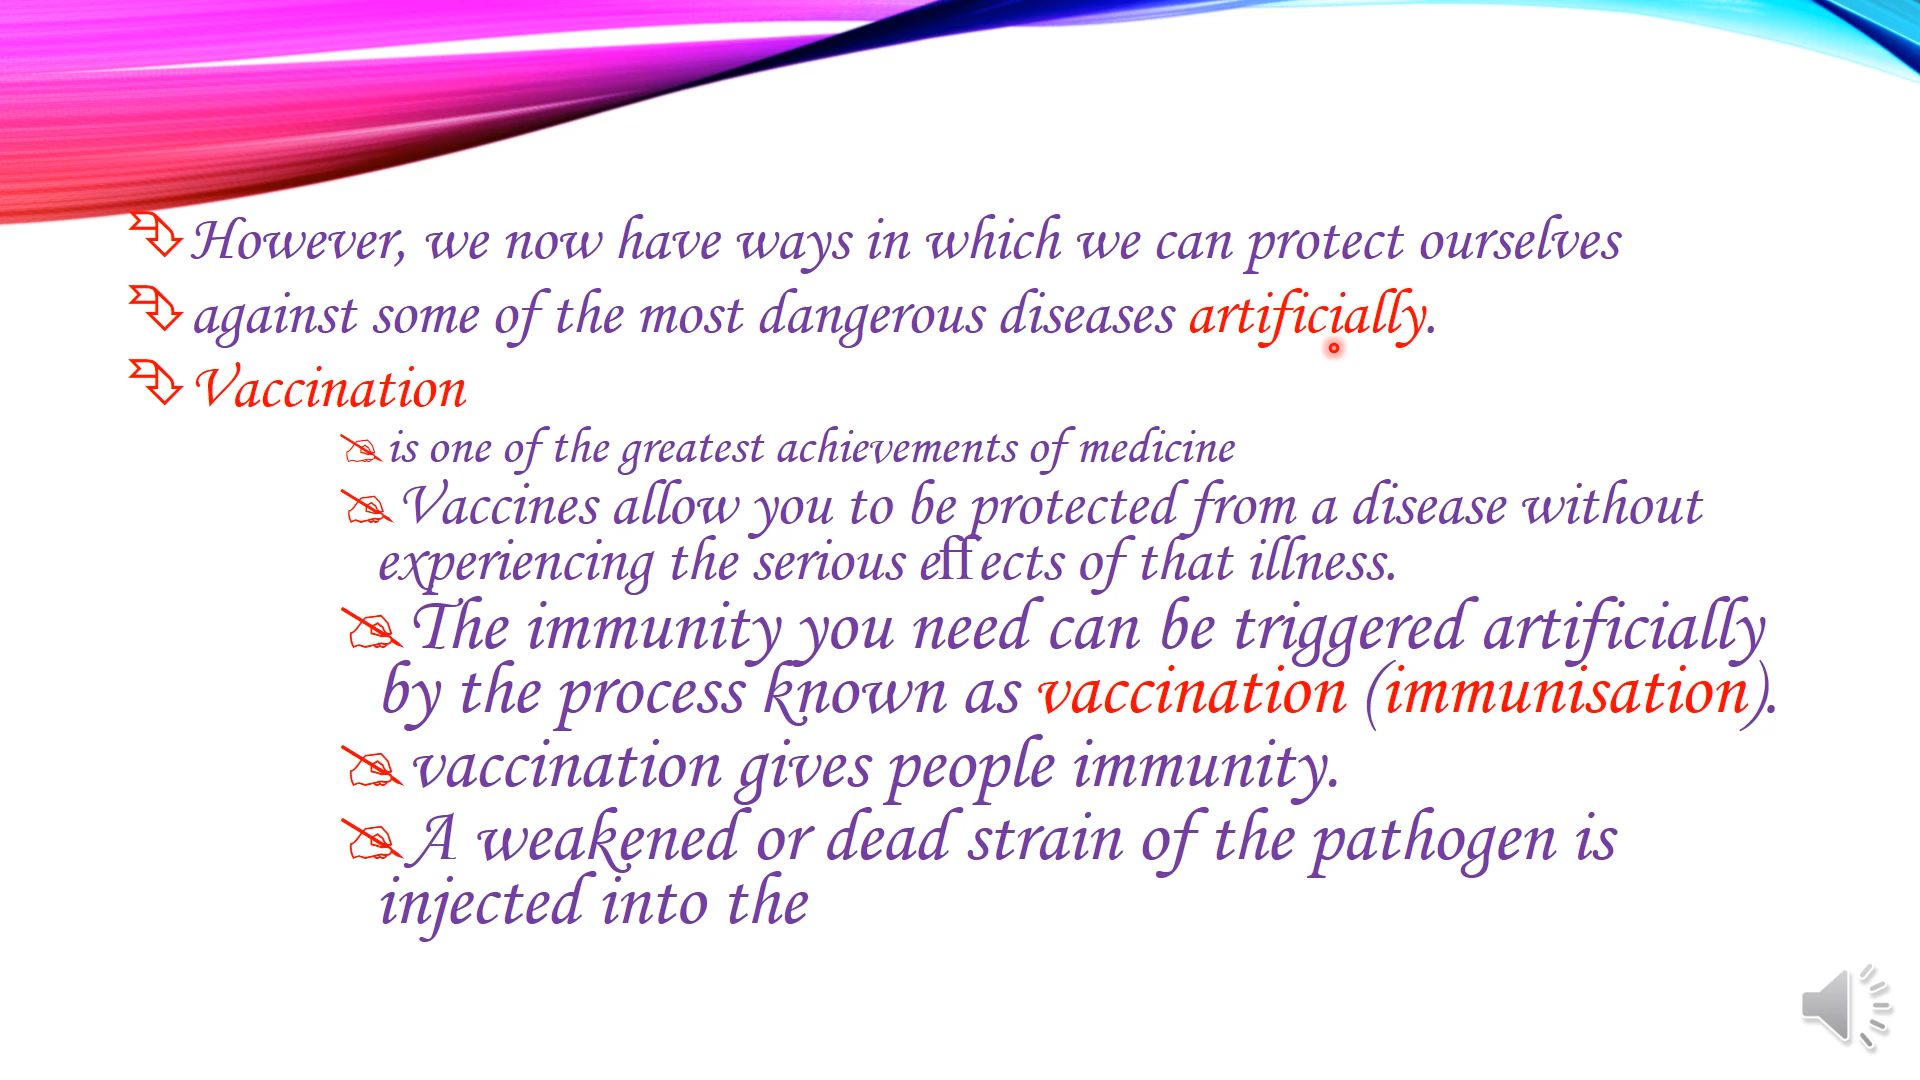 However, we now have ways in which we can protect ourselves
against some of the most dangerous diseases artificially.
Vaccination
is one of the greatest achievements of medicine
Vaccines allow you to be protected from a disease without
experiencing the serious effects of that illness.
The immunity you need can be triggered artificially
by the process known as vaccination (immunisation).
vaccination gives people immunity.
A weakened or dead strain of the pathogen is
injected into the